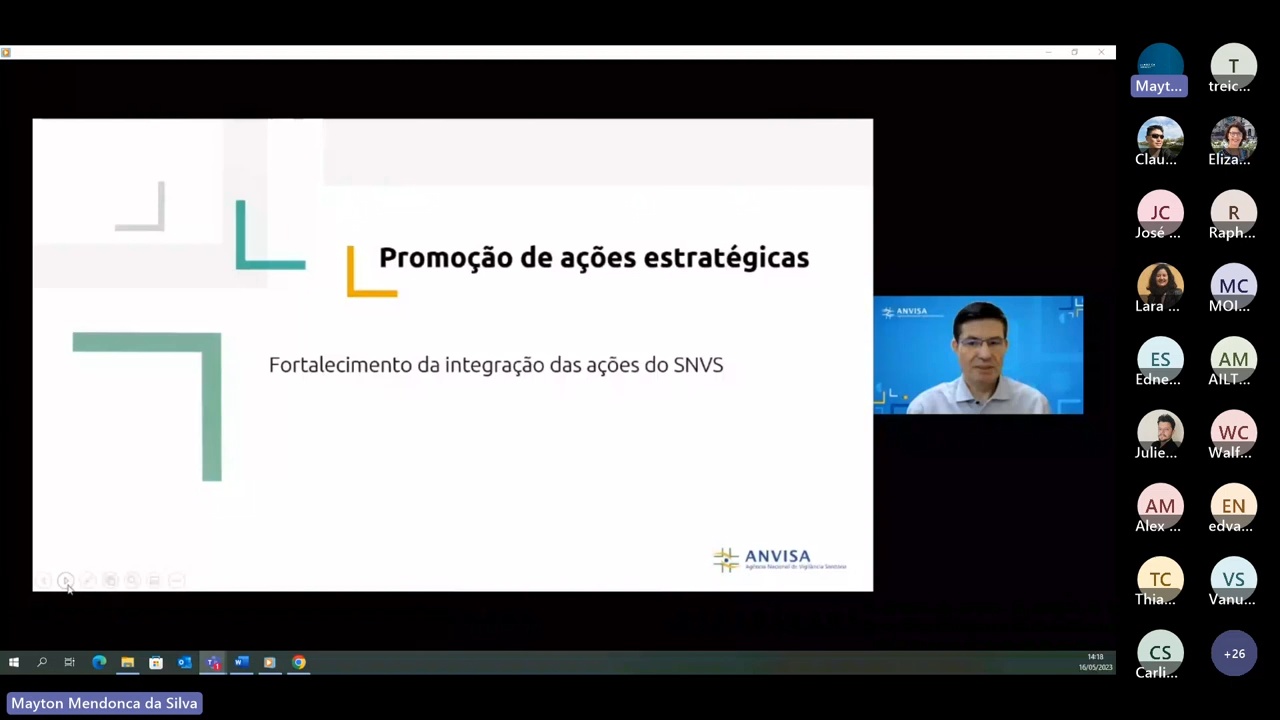 Promoção de ações estratégicas
Fortalecimento da integração das ações do SNVS
ANVISA
Agência Nacional de Vigilância Sanitária
ANVISA
14:18
16/05/2023
Mayton Mendonca da Silva
Mayt...
treic...
Clau...
Eliza...
JC
José ...
R
Raph...
T
Lara ...
MC
MOI...
ES
Edne...
AM
AILT...
Julie...
WC
Walf...
AM
Alex ...
EN
edva...
TC
Thia...
VS
Vanu...
CS
Carli...
+26